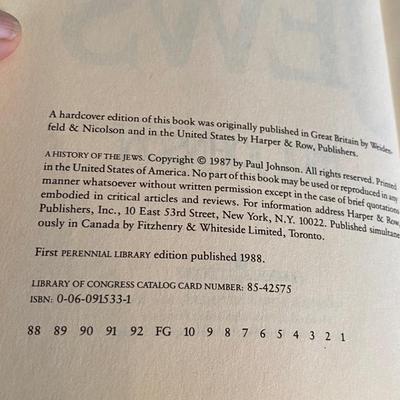 A hardcover edition of this book was originally published in Great Britain by Weiden-
feld & Nicolson and in the United States by Harper & Row, Publishers.
A HISTORY OF THE JEWS. Copyright © 1987 by Paul Johnson. All rights reserved. Printed
in the United States of America. No part of this book may be used or reproduced in any
manner whatsoever without written permission except in the case of brief quotations
embodied in critical articles and reviews. For information address Harper & Row,
Publishers, Inc., 10 East 53rd Street, New York, N.Y. 10022. Published simultane
ously in Canada by Fitzhenry & Whiteside Limited, Toronto.
First PERENNIAL LIBRARY edition published 1988.
LIBRARY OF CONGRESS CATALOG CARD NUMBER: 85-42575
ISBN: 0-06-091533-1
88 89 90 91 92 FG 10 9 8 7 6 5 4 3 2 1